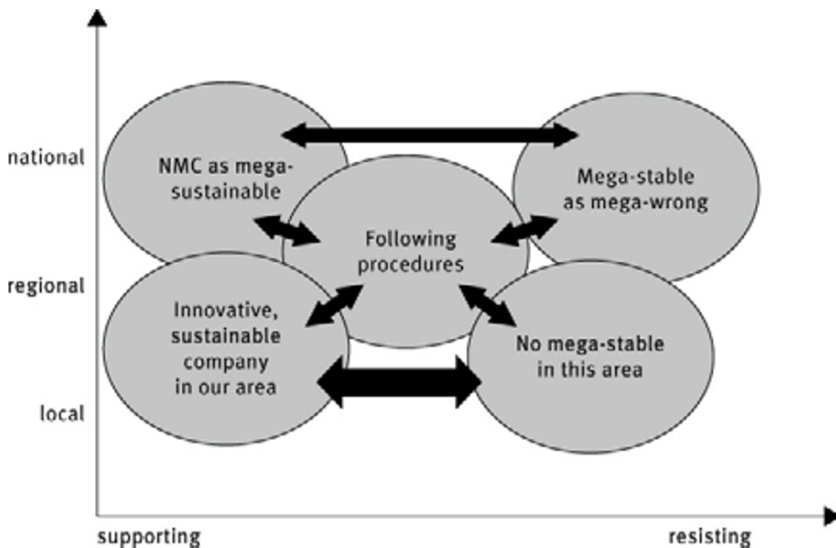 national
NMC as mega-
sustainable
Mega-stable
as mega-wrong
Following
procedures
regional
Innovative,
sustainable
company
in our area
No mega-stable
in this area
local
supporting
resisting